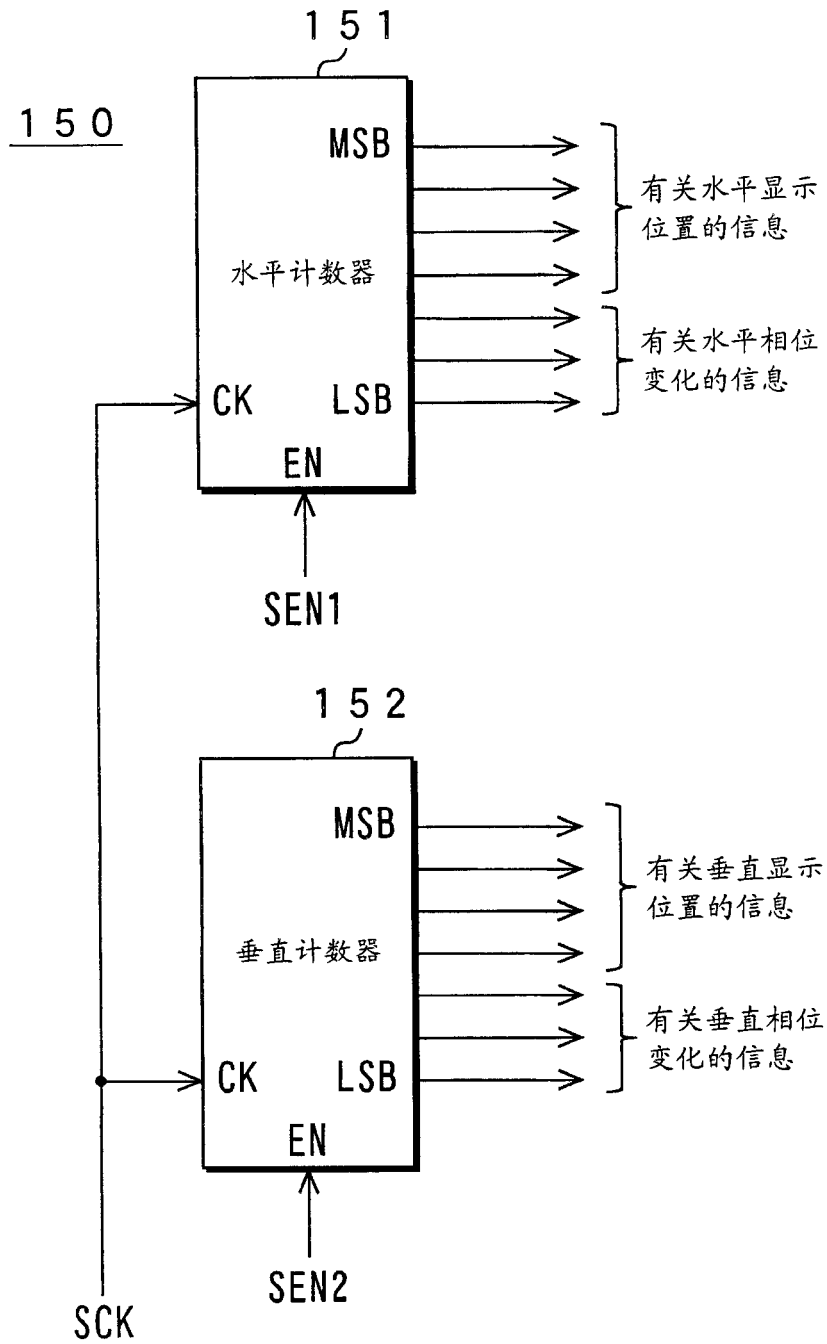 151
150
MSB
有关水平显示
位置的信息
水平计数器
有关水平相位
变化的信息
CK
LSB
EN
SEN1
152
MSB
有关垂直显示
位置的信息
垂直计数器
有关垂直相位
变化的信息
CK
LSB
EN
SEN2
SCK